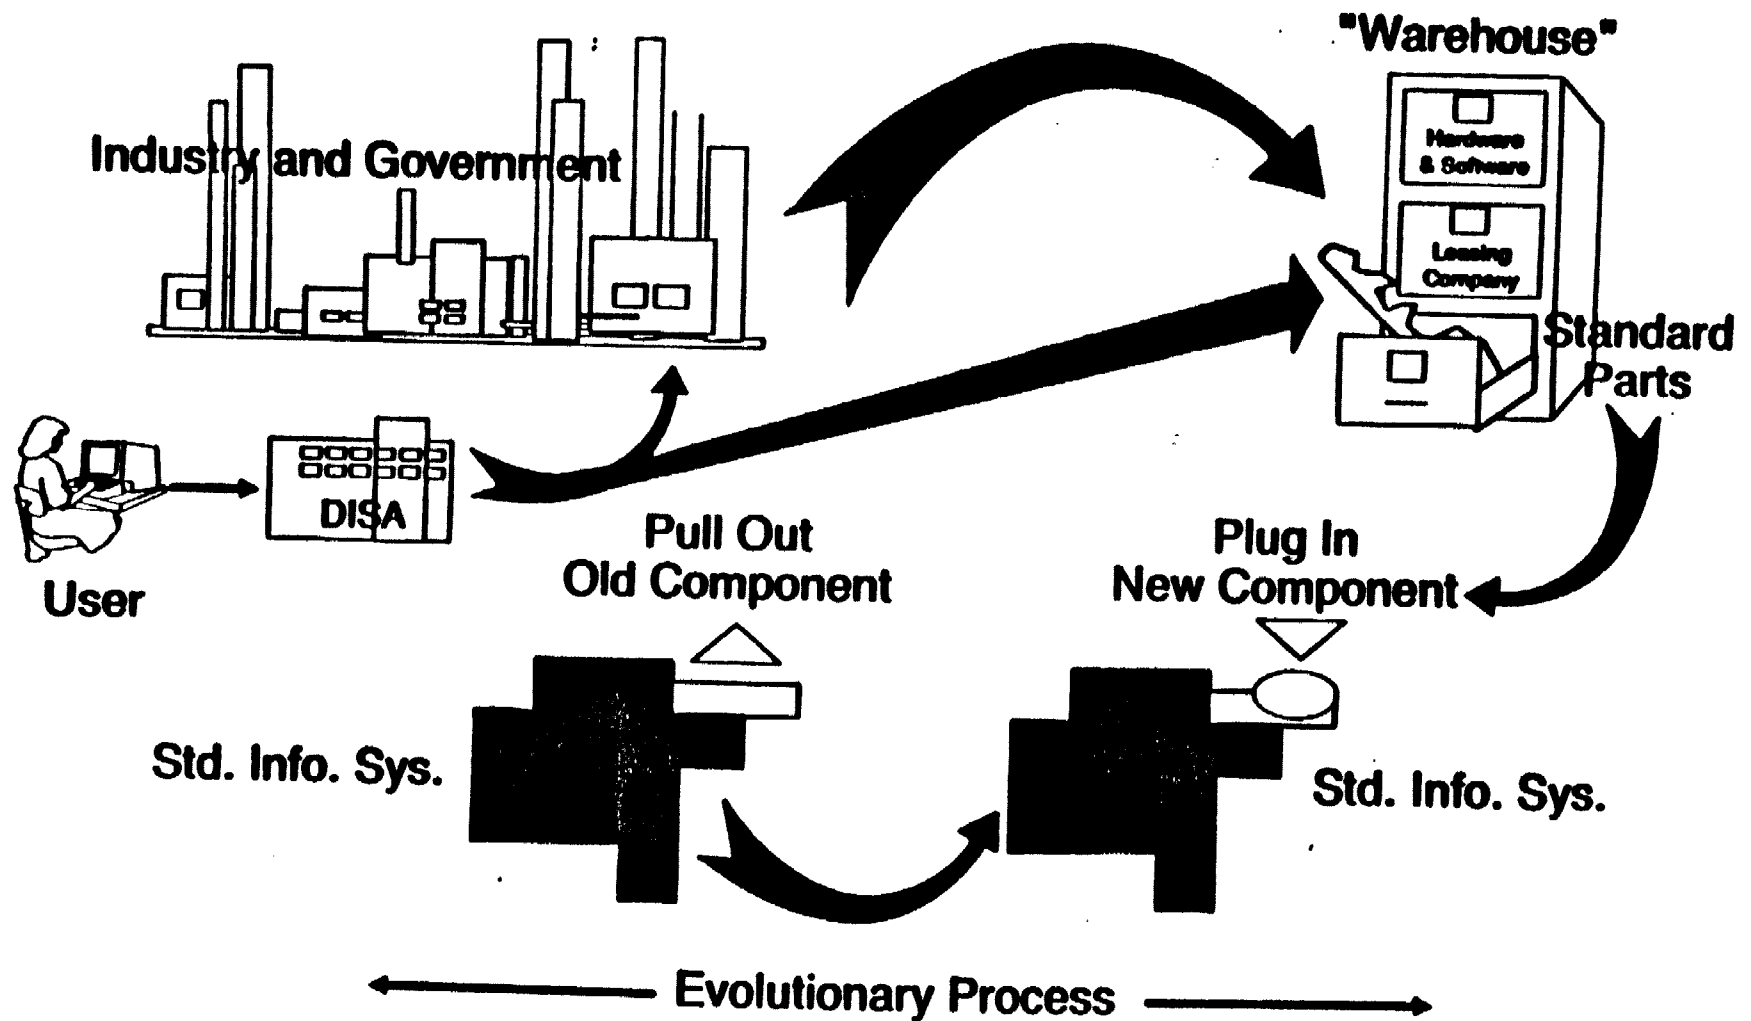 "Warehouse"
Hardware
& Software
Industry and Government
Leasing
Company
Standard
Parts
DISA
User
Pull Out
Old Component
Plug In
New Component
Std. Info. Sys.
Std. Info. Sys.
Evolutionary Process